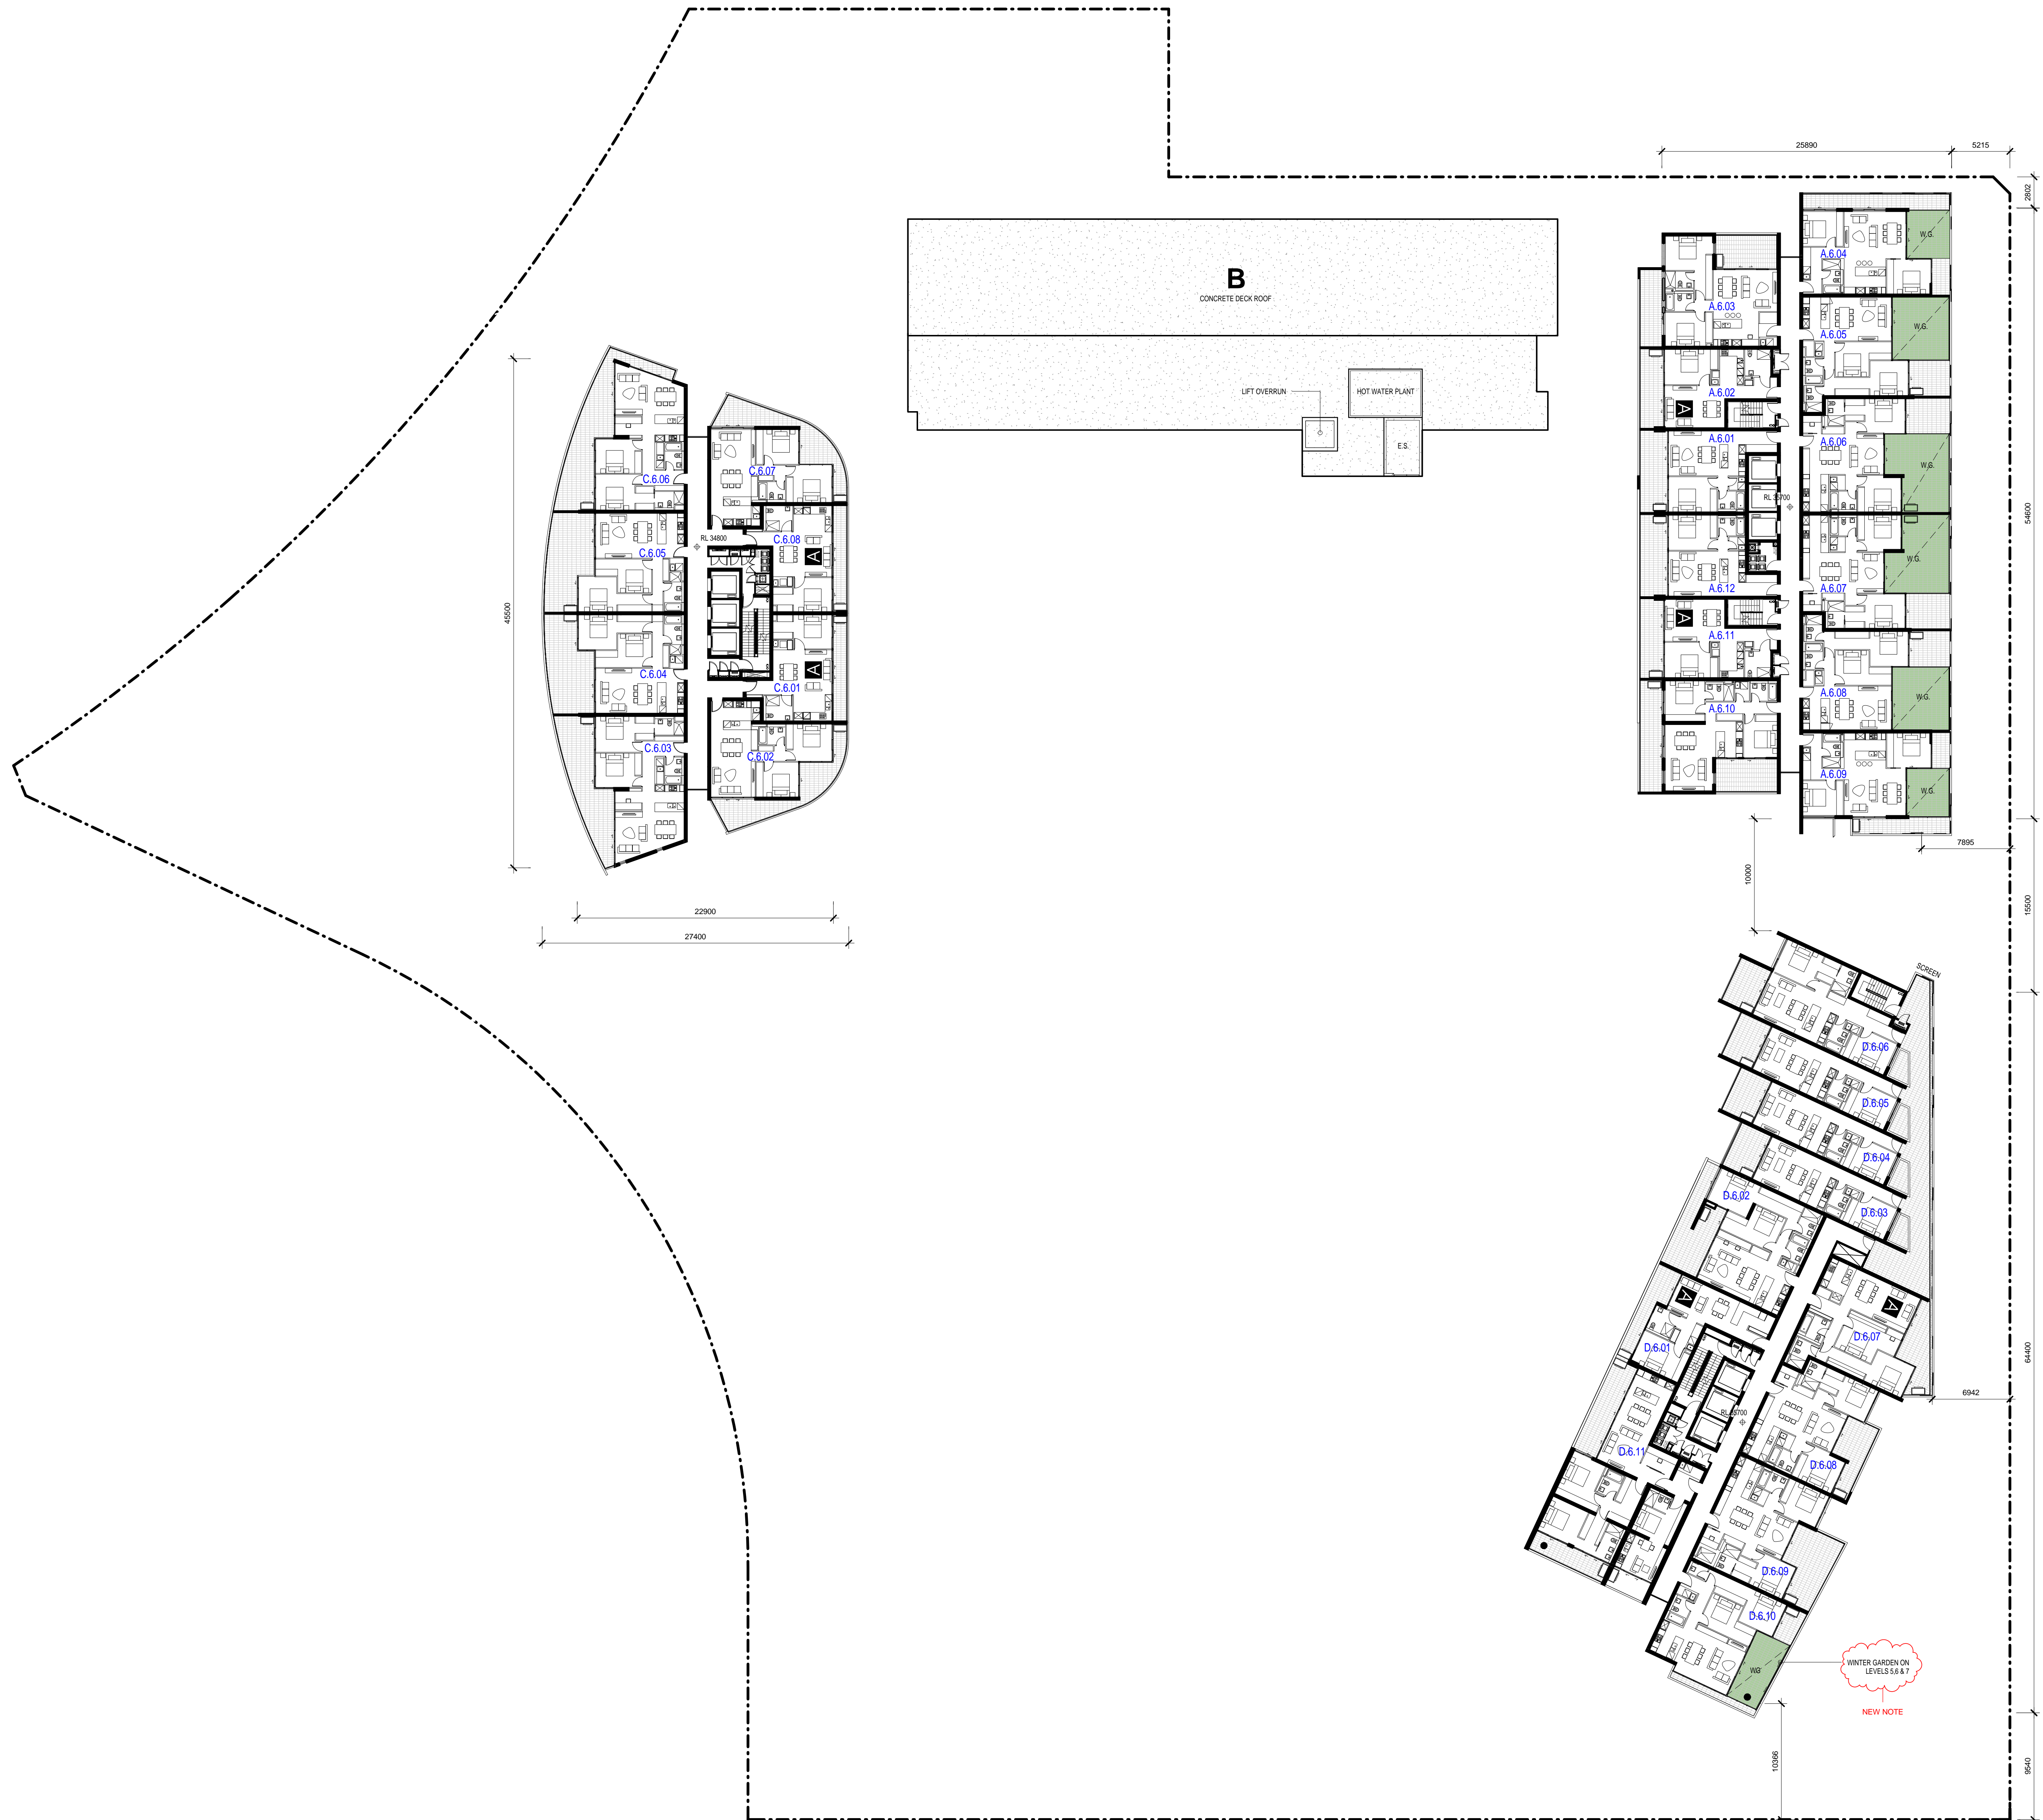 25890
5215
2802
54600
15500
64400
9540
B
CONCRETE DECK ROOF
LIFT OVERRUN
HOT WATER PLANT
E.S.
A.6.04
W.G.
A.6.03
A.6.05
W.G.
A.6.02
A
A.6.01
A.6.06
W.G.
RL 35700
W.G.
A.6.12
A.6.07
A
A.6.11
A.6.08
W.G.
A.6.10
A.6.09
W.G.
7895
10000
45500
C.6.06
C.6.07
C.6.05
RL 34800
C.6.08
A
C.6.04
C.6.01
A
C.6.03
C.6.02
22900
27400
SCREEN
D.6.06
D.6.05
D.6.04
D.6.03
D.6.02
A
A
D.6.01
D.6.07
6942
RL 35700
D.6.11
D.6.08
D.6.09
D.6.10
WG
WINTER GARDEN ON
LEVELS 5,6 & 7
NEW NOTE
10366